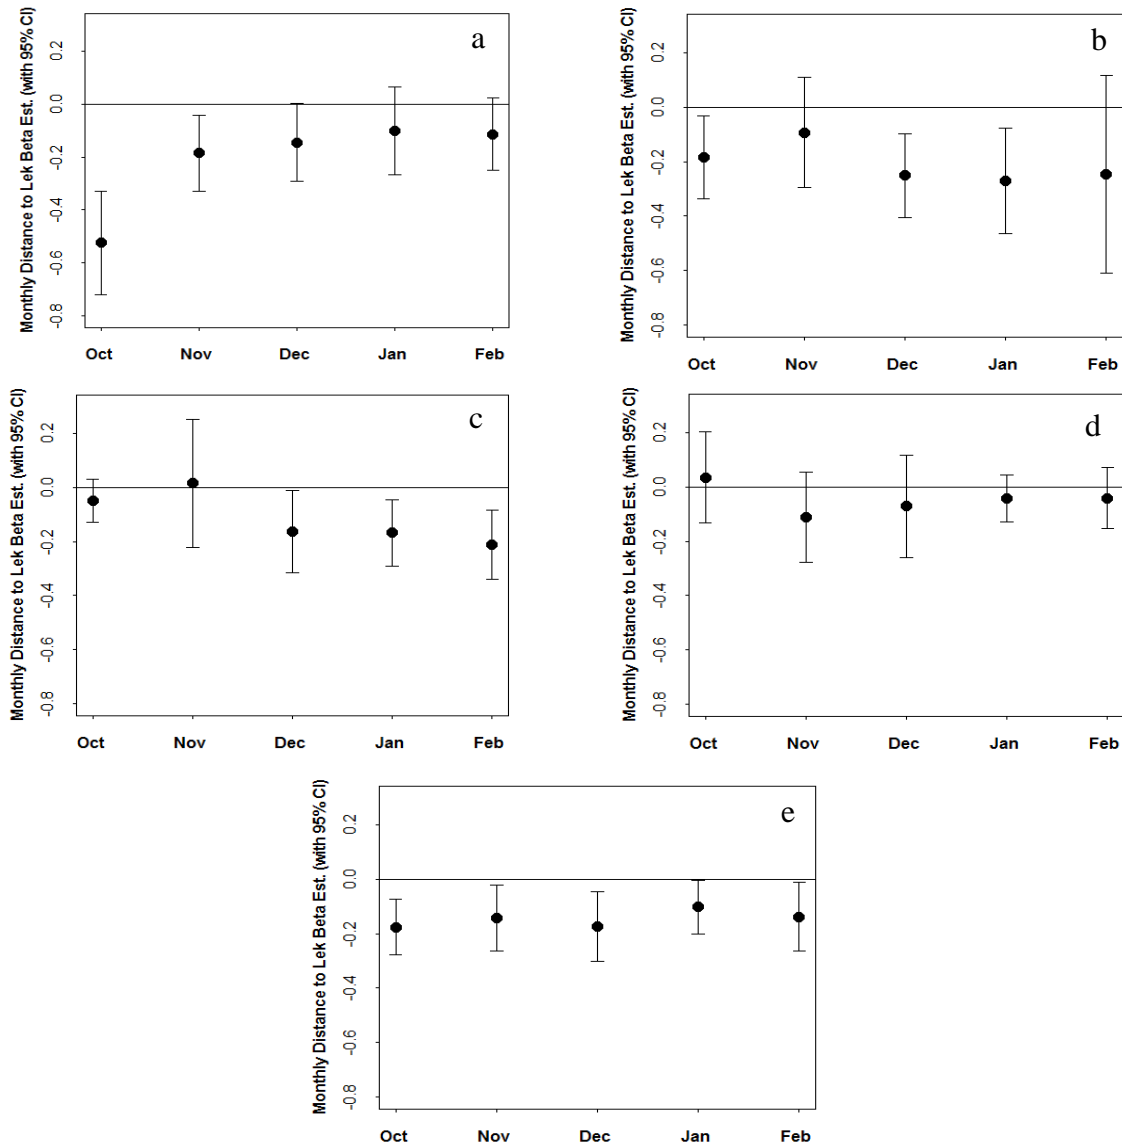 a
Monthly Distance to Lek Beta Est. (with 95% CI)
0.2
0.0
-0.2
-0.4
-0.6
-0.8
Oct Nov Dec Jan Feb
b
Monthly Distance to Lek Beta Est. (with 95% CI)
0.2
0.0
-0.2
-0.4
-0.6
-0.8
Oct Nov Dec Jan Feb
c
Monthly Distance to Lek Beta Est. (with 95% CI)
0.2
0.0
-0.2
-0.4
-0.6
-0.8
Oct Nov Dec Jan Feb
d
Monthly Distance to Lek Beta Est. (with 95% CI)
0.2
0.0
-0.2
-0.4
-0.6
-0.8
Oct Nov Dec Jan Feb
e
Monthly Distance to Lek Beta Est. (with 95% CI)
0.2
0.0
-0.2
-0.4
-0.6
-0.8
Oct Nov Dec Jan Feb